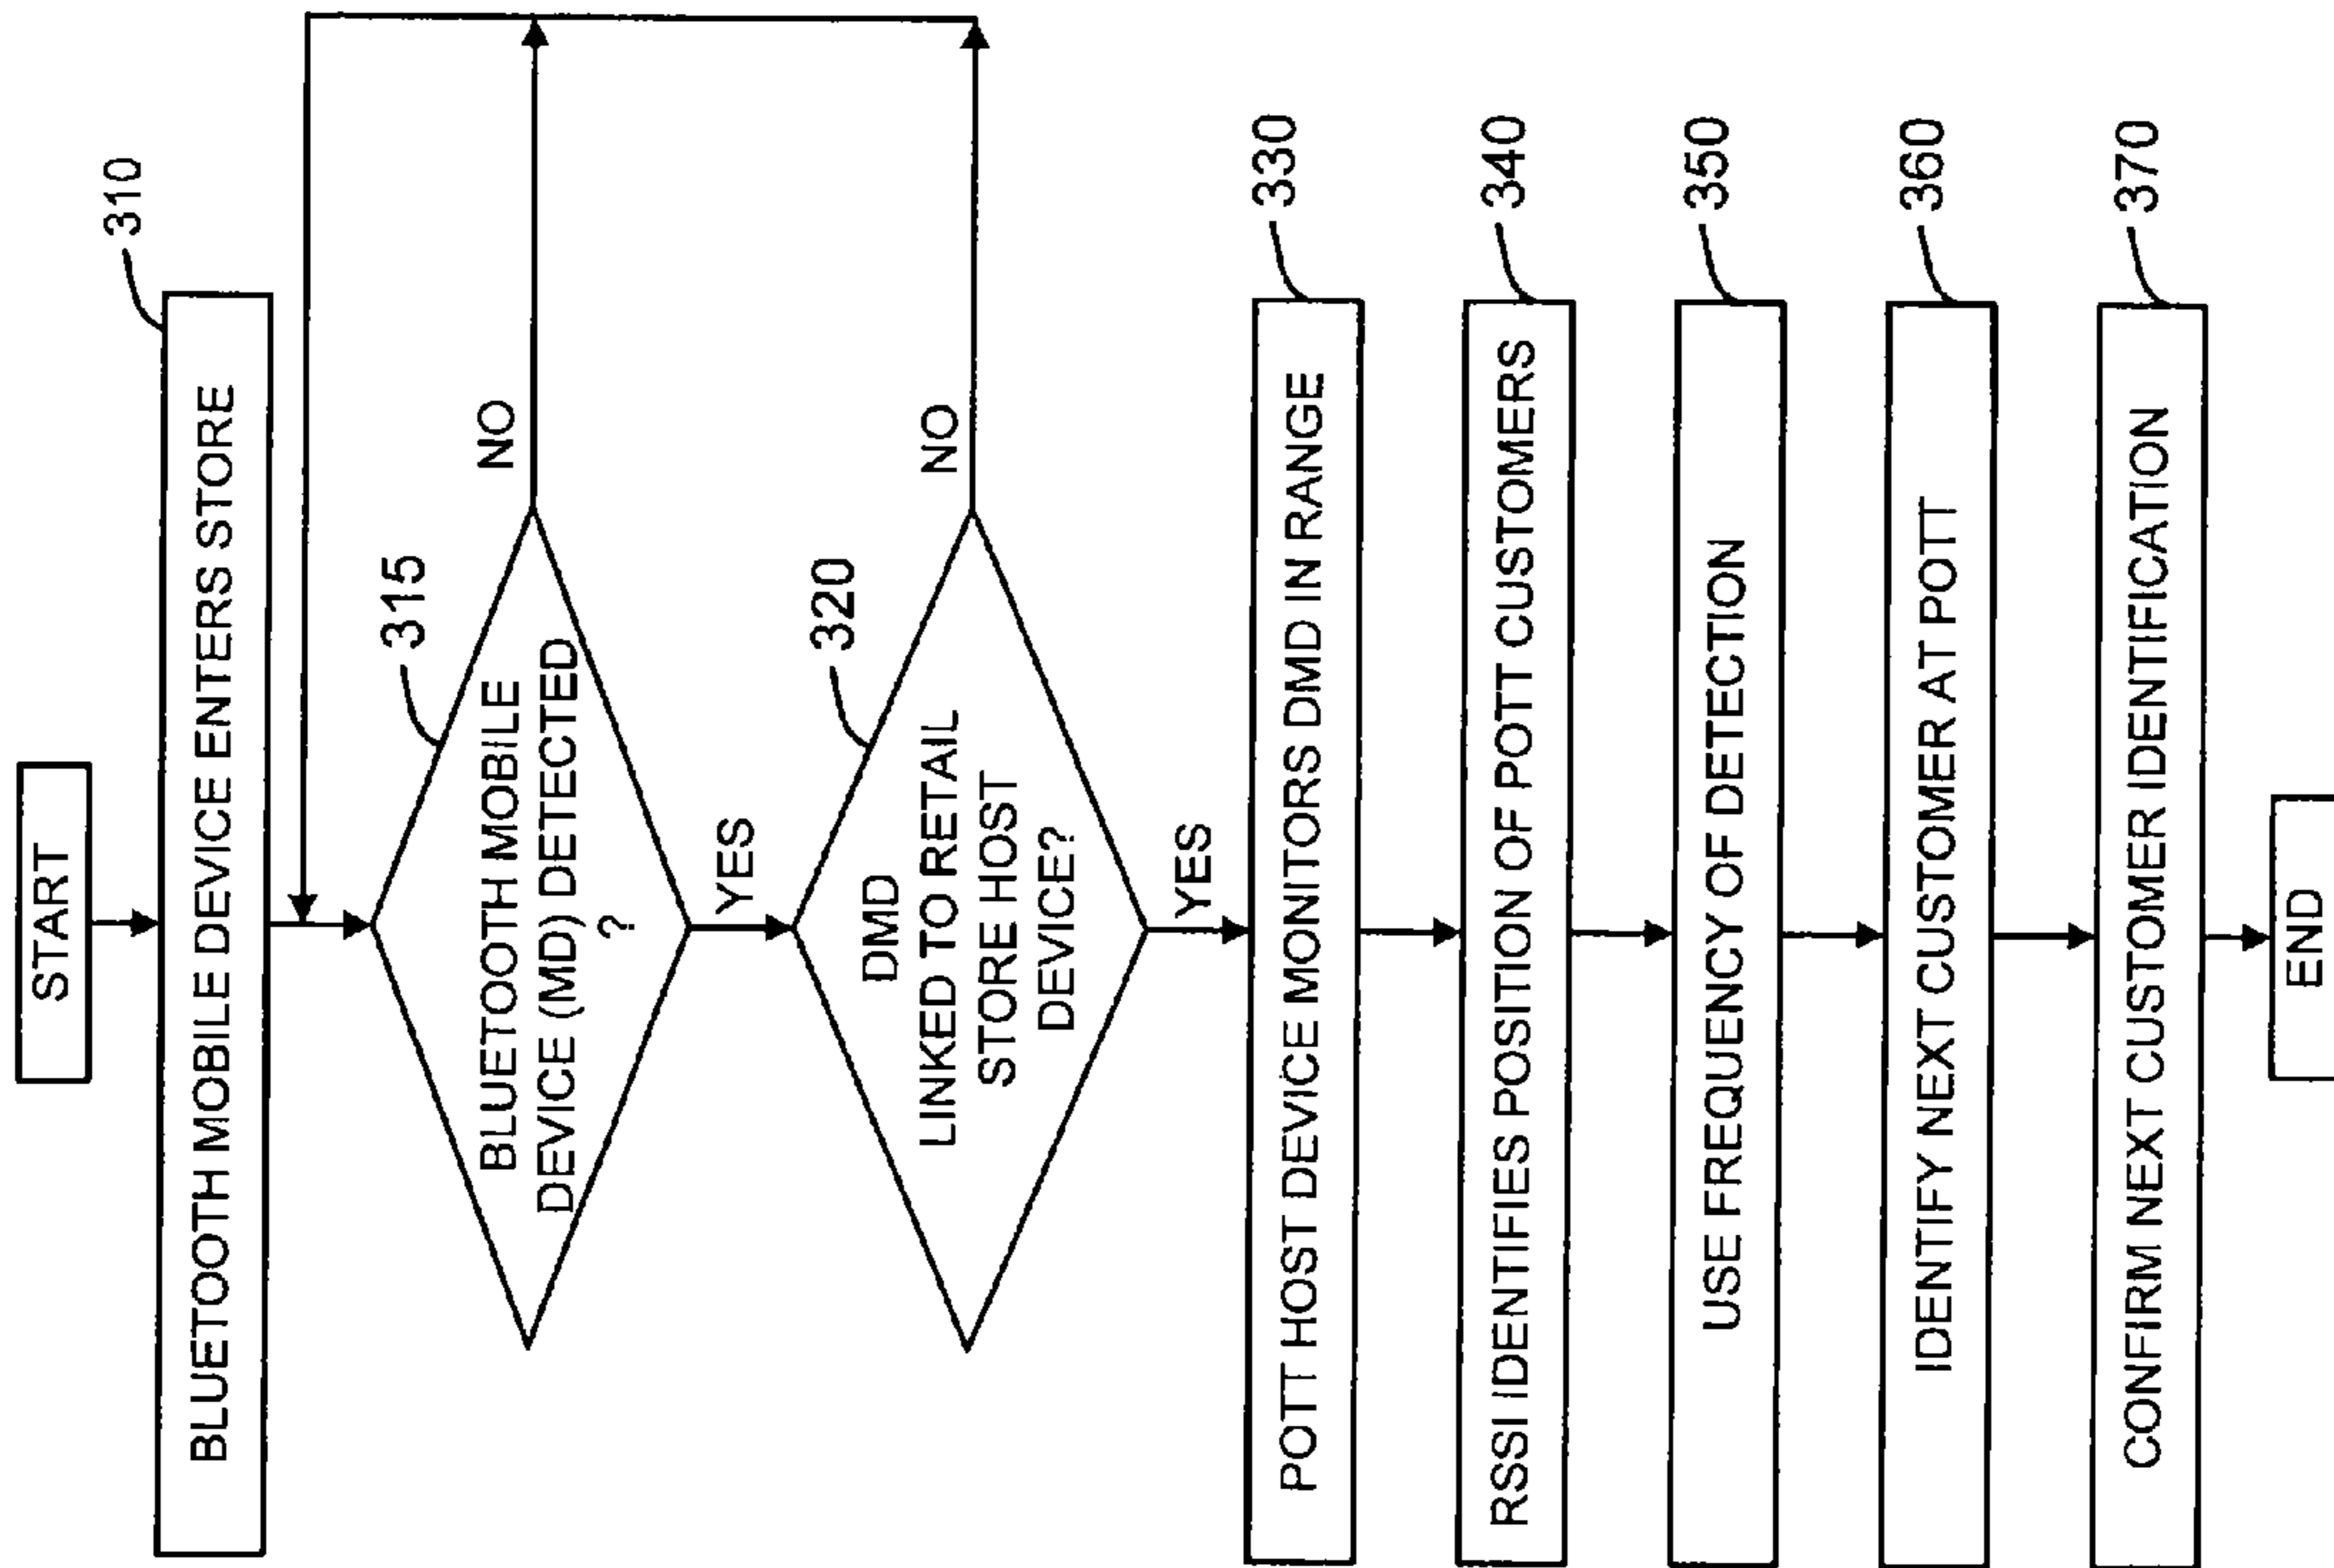 START
310
BLUETOOTH MOBILE DEVICE ENTERS STORE
315
BLUETOOTH MOBILE
DEVICE (MD) DETECTED
?
NO
YES
320
DMD
LINKED TO RETAIL
STORE HOST
DEVICE?
NO
YES
330
POTT HOST DEVICE MONITORS DMD IN RANGE
340
RSSI IDENTIFIES POSITION OF POTT CUSTOMERS
350
USE FREQUENCY OF DETECTION
360
IDENTIFY NEXT CUSTOMER AT POTT
370
CONFIRM NEXT CUSTOMER IDENTIFICATION
END